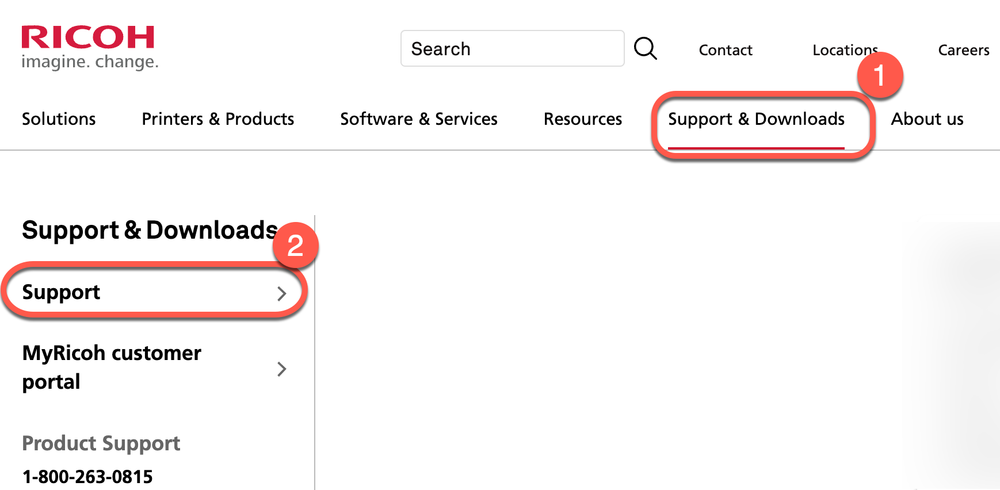 RICOH
imagine. change.
Search
Contact
Locations
Careers
1
Solutions
Printers & Products
Software & Services
Resources
Support & Downloads
About us
Support & Downloads
2
Support
MyRicoh customer
portal
Product Support
1-800-263-0815